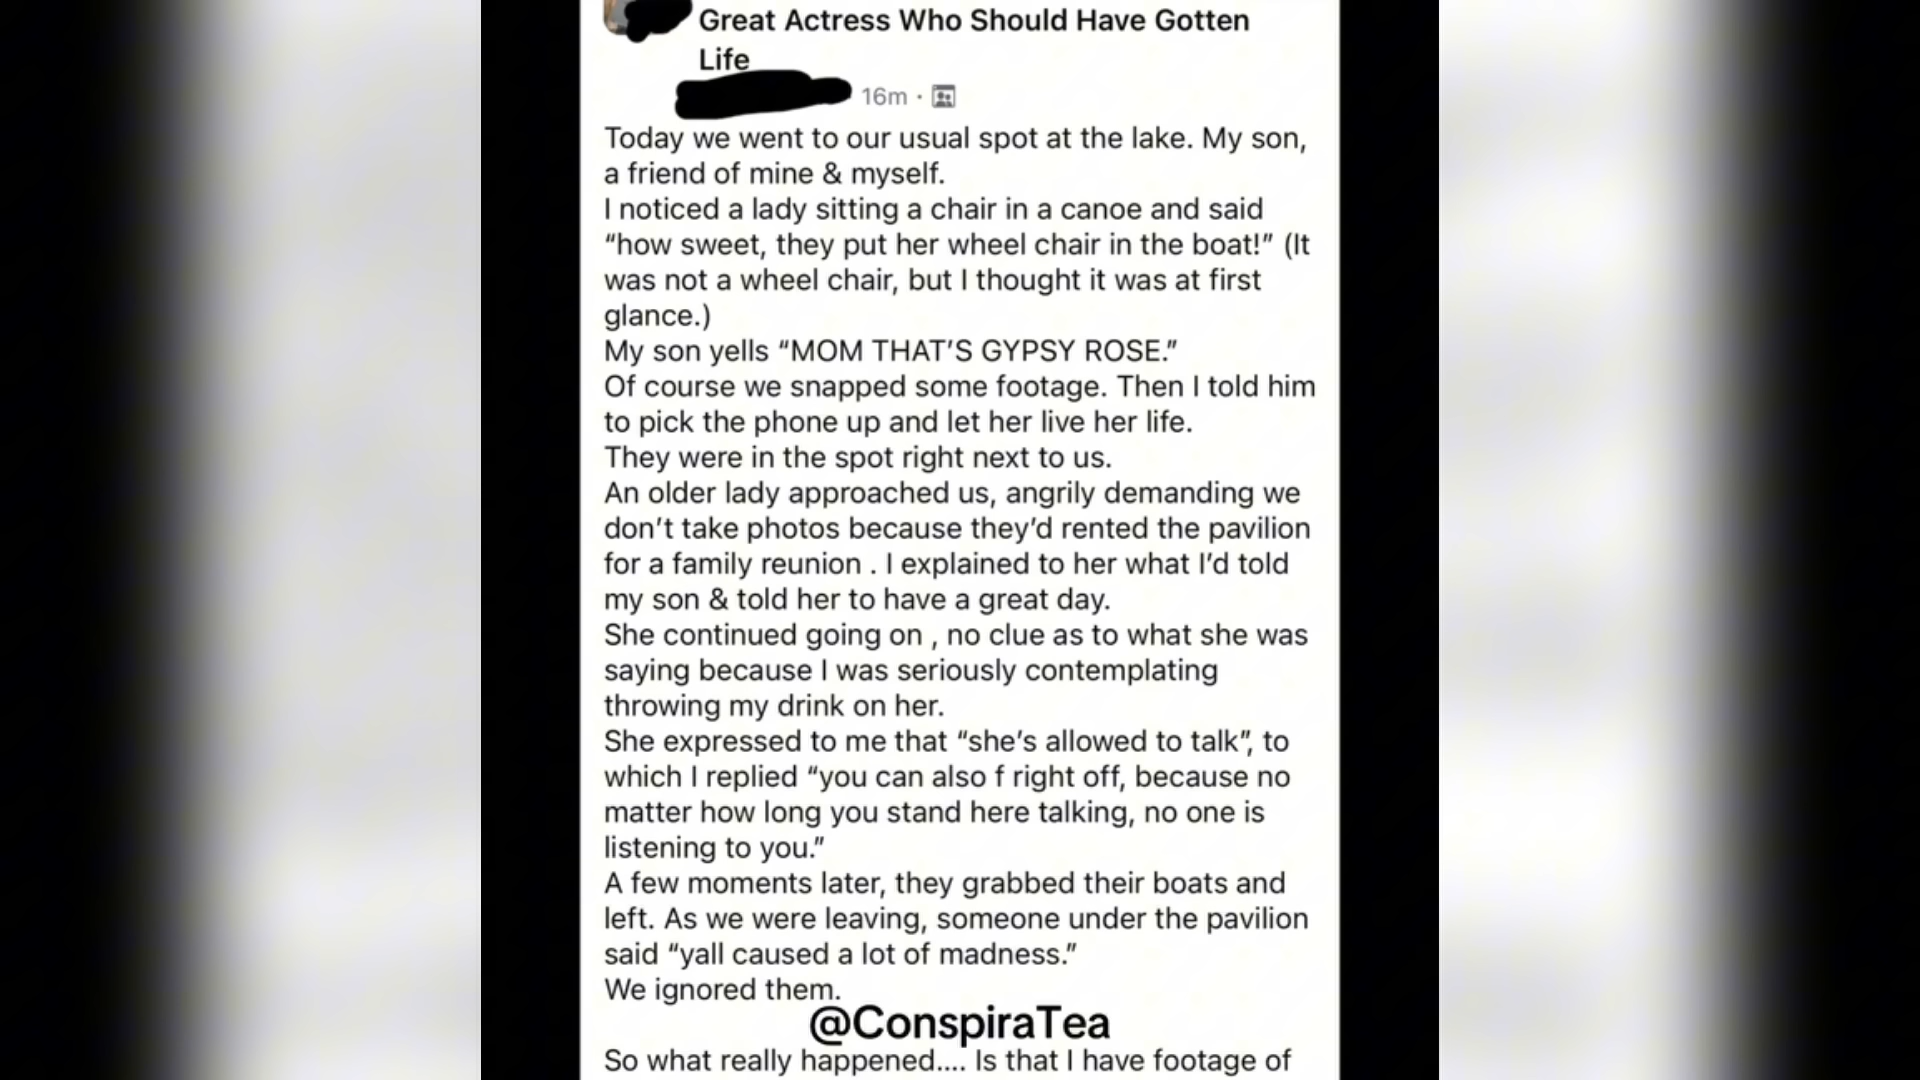 Great Actress Who Should Have Gotten
Life
16m ·
Today we went to our usual spot at the lake. My son,
a friend of mine & myself.
I noticed a lady sitting a chair in a canoe and said
“how sweet, they put her wheel chair in the boat!” (It
was not a wheel chair, but I thought it was at first
glance.)
My son yells “MOM THAT’S GYPSY ROSE.”
Of course we snapped some footage. Then I told him
to pick the phone up and let her live her life.
They were in the spot right next to us.
An older lady approached us, angrily demanding we
don’t take photos because they’d rented the pavilion
for a family reunion . I explained to her what I’d told
my son & told her to have a great day.
She continued going on , no clue as to what she was
saying because I was seriously contemplating
throwing my drink on her.
She expressed to me that “she’s allowed to talk”, to
which I replied “you can also f right off, because no
matter how long you stand here talking, no one is
listening to you.”
A few moments later, they grabbed their boats and
left. As we were leaving, someone under the pavilion
said “yall caused a lot of madness.”
We ignored them.
@ConspiraTea
So what really happened.... Is that I have footage of